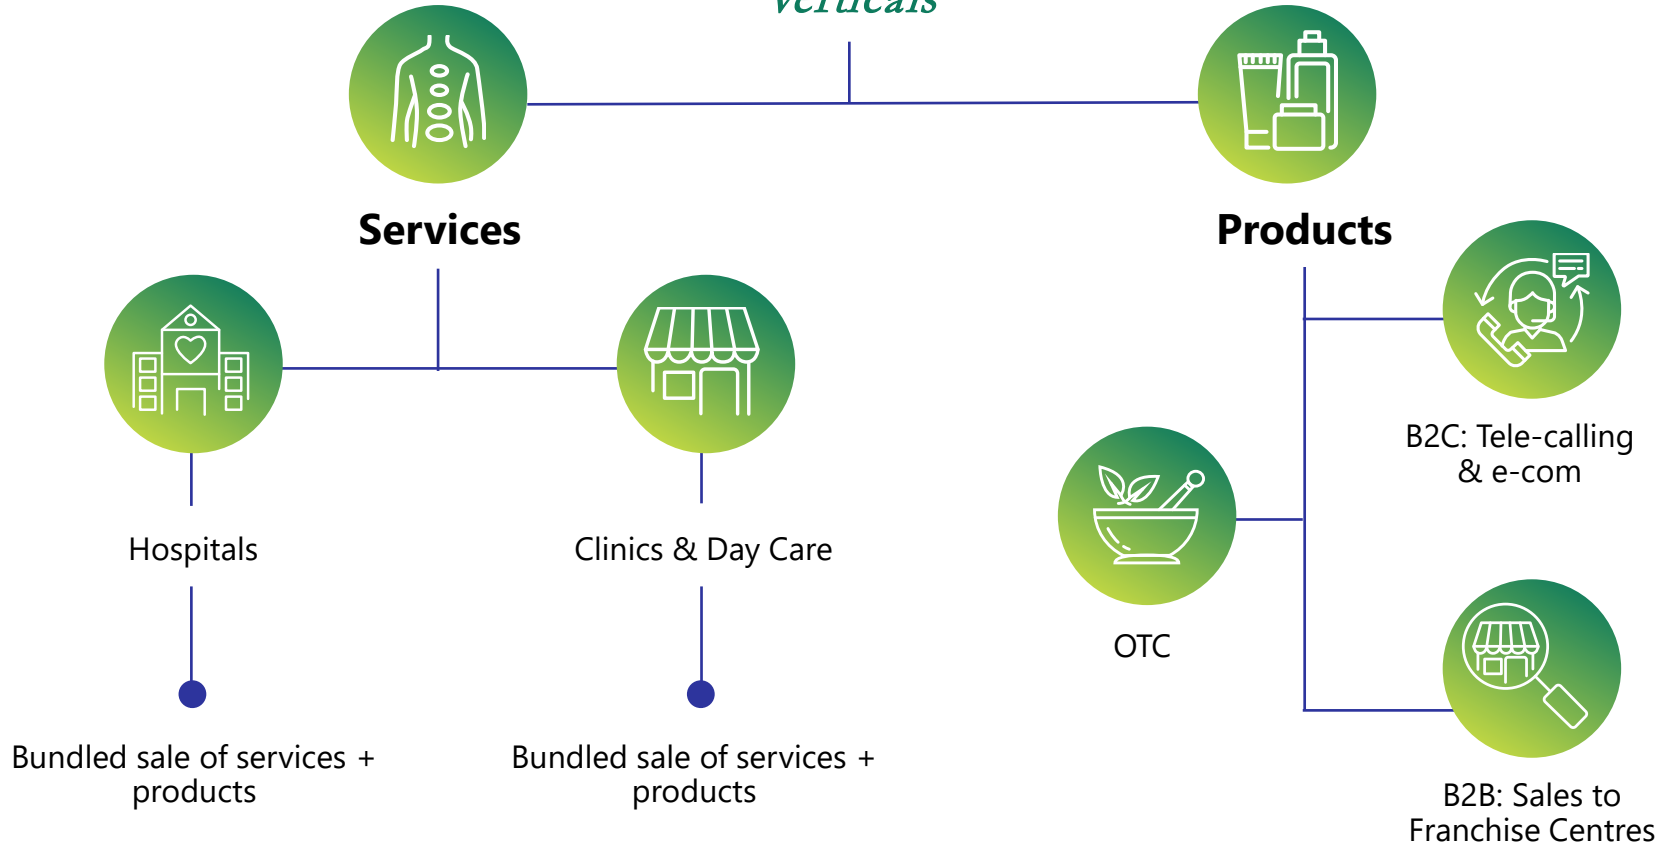 Verticals
Services
Products
B2C: Tele-calling
& e-com
Hospitals
Clinics & Day Care
OTC
Bundled sale of services +
products
Bundled sale of services +
products
B2B: Sales to
Franchise Centres